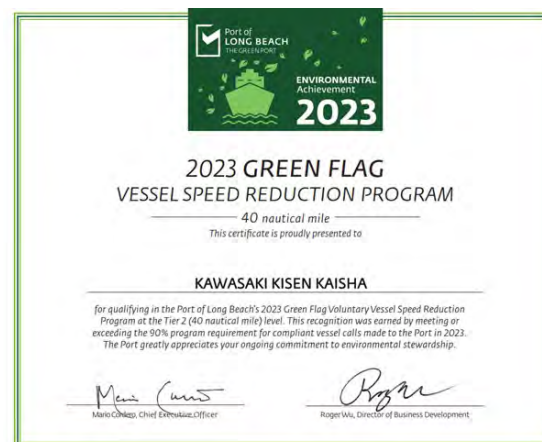 Port of
LONG BEACH
THE GREEN PORT
ENVIRONMENTAL
Achievement
2023
2023 GREEN FLAG
VESSEL SPEED REDUCTION PROGRAM
40 nautical mile
This certificate is proudly presented to
KAWASAKI KISEN KAISHA
for qualifying in the Port of Long Beach's 2023 Green Flag Voluntary Vessel Speed Reduction
Program at the Tier 2 (40 nautical mile) level. This recognition was earned by meeting or
exceeding the 90% program requirement for compliant vessel calls made to the Port in 2023.
The Port greatly appreciates your ongoing commitment to environmental stewardship.
Mario Cordero, Chief Executive Officer
Roger Wu, Director of Business Development